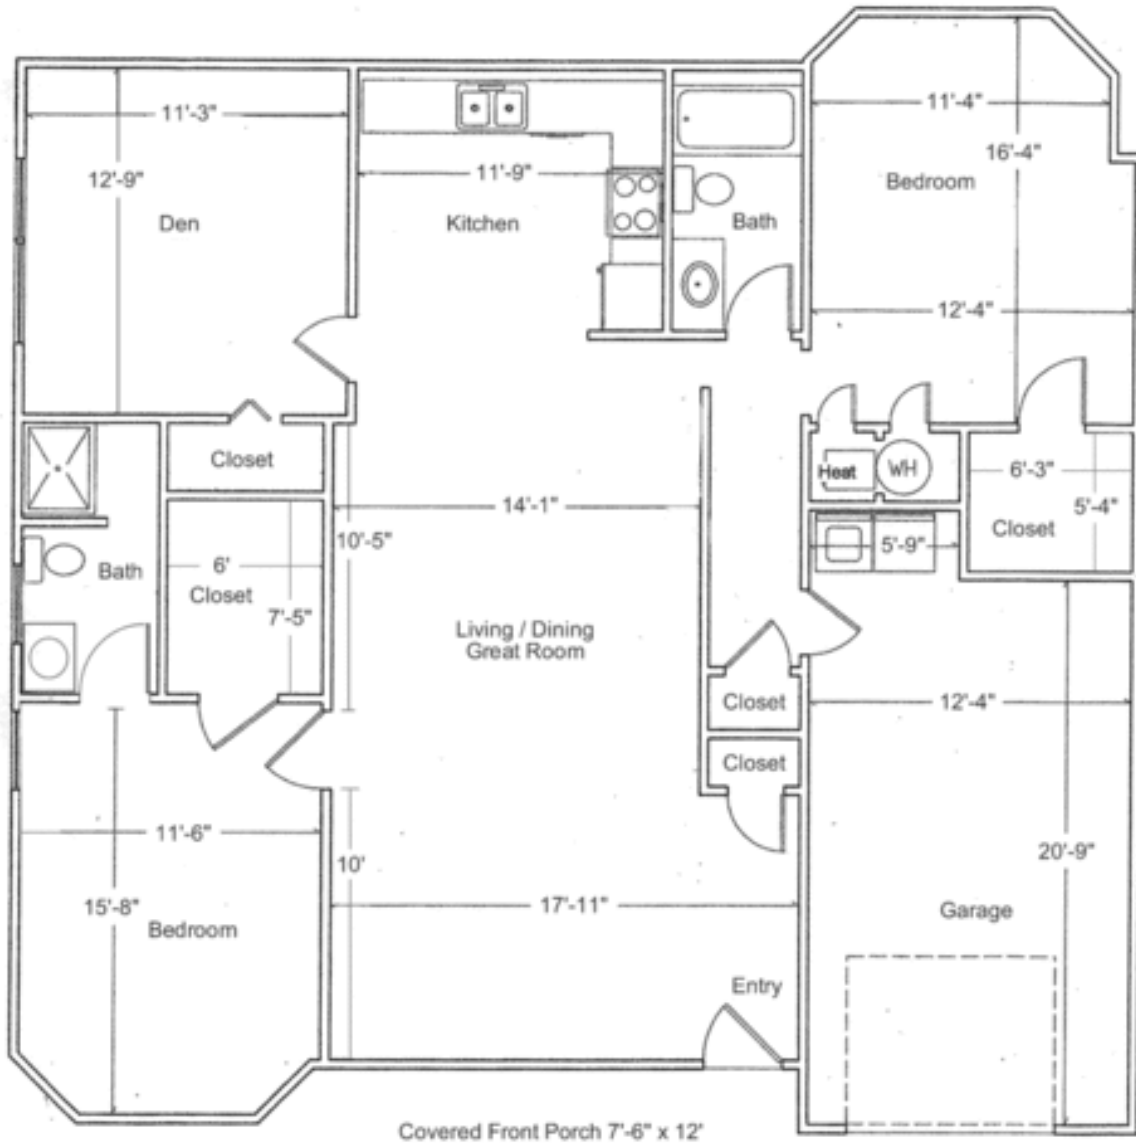 11'-3"
12'-9"
Den
11'-9"
Kitchen
Bath
11'-4"
16'-4"
Bedroom
12'-4"
Closet
14'-1"
10'-5"
Heat
WH
6'-3"
5'-4"
Closet
5'-9"
Bath
6'
Closet
7'-5"
Living / Dining
Great Room
Closet
12'-4"
Closet
11'-6"
10'
15'-8"
Bedroom
17'-11"
20'-9"
Garage
Entry
Covered Front Porch 7'-6" x 12'